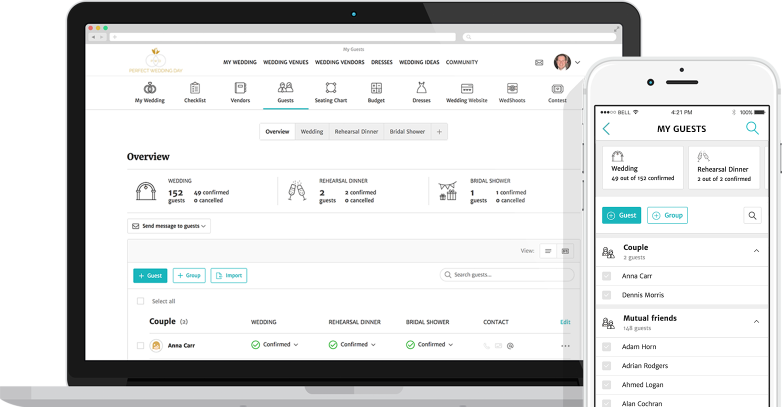 My Guests
PERFECT WEDDING DAY
MY WEDDING WEDDING VENUES WEDDING VENDORS DRESSES WEDDING IDEAS COMMUNITY
My Wedding Checklist Vendors Guests Seating Chart Budget Dresses Wedding Website WedShoots Contest
Overview Wedding Rehearsal Dinner Bridal Shower +
Overview
WEDDING
152 guests
49 confirmed
0 cancelled
REHEARSAL DINNER
2 guests
2 confirmed
0 cancelled
BRIDAL SHOWER
1 guests
1 confirmed
0 cancelled
Send message to guests
View:
+ Guest + Group Import Search guests...
Select all
Couple (2) WEDDING REHEARSAL DINNER BRIDAL SHOWER CONTACT Edit
Anna Carr Confirmed Confirmed Confirmed
BELL 4:21 PM 100%
MY GUESTS
Wedding
49 out of 152 confirmed
Rehearsal Dinner
2 out of 2 confirmed
Guest Group
Couple
2 guests
Anna Carr
Dennis Morris
Mutual friends
148 guests
Adam Horn
Adrian Rodgers
Ahmed Logan
Alan Cochran